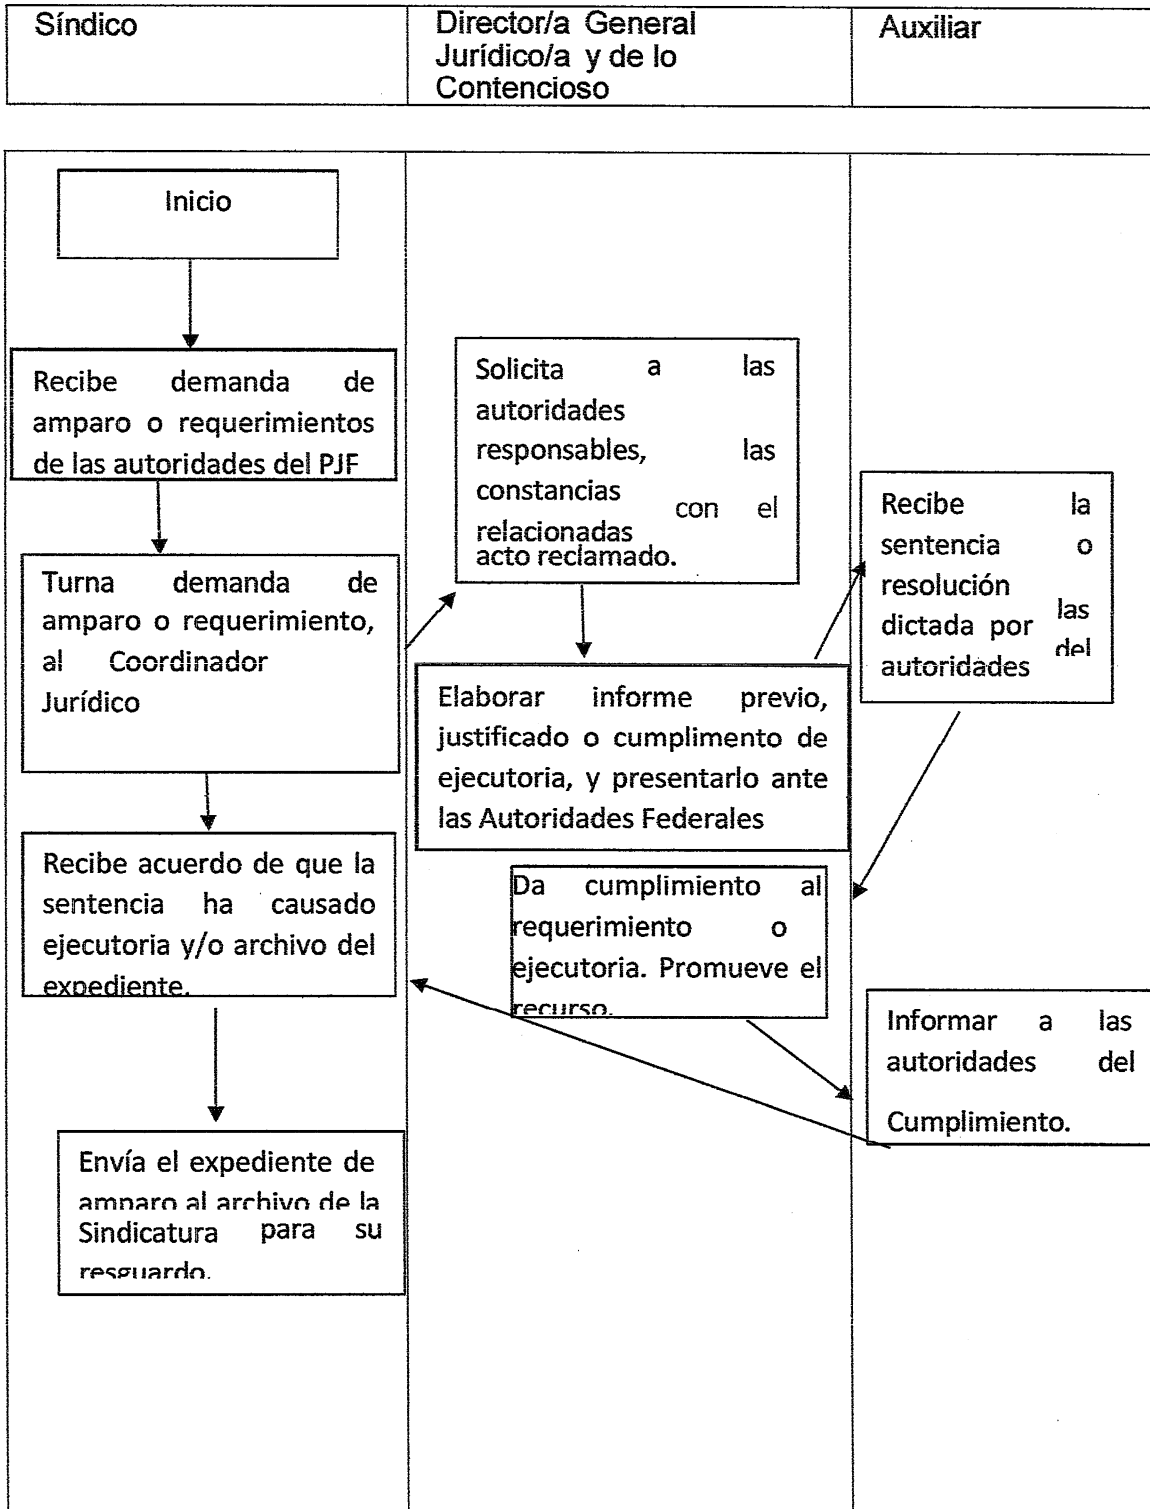 Síndico
Director/a General
Jurídico/a y de lo
Contencioso
Auxiliar
Inicio
Recibe demanda de
amparo o requerimientos
de las autoridades del PJF
Turna demanda de
amparo o requerimiento,
al Coordinador
Jurídico
Recibe acuerdo de que la
sentencia ha causado
ejecutoria y/o archivo del
expediente.
Envía el expediente de
amparo al archivo de la
Sindicatura para su
resguardo.
Solicita a las
autoridades
responsables, las
constancias
relacionadas con el
acto reclamado.
Elaborar informe previo,
justificado o cumplimento de
ejecutoria, y presentarlo ante
las Autoridades Federales
Da cumplimiento al
requerimiento o
ejecutoria. Promueve el
recurso.
Recibe la
sentencia o
resolución
dictada por las
autoridades del
Informar a las
autoridades del
Cumplimiento.